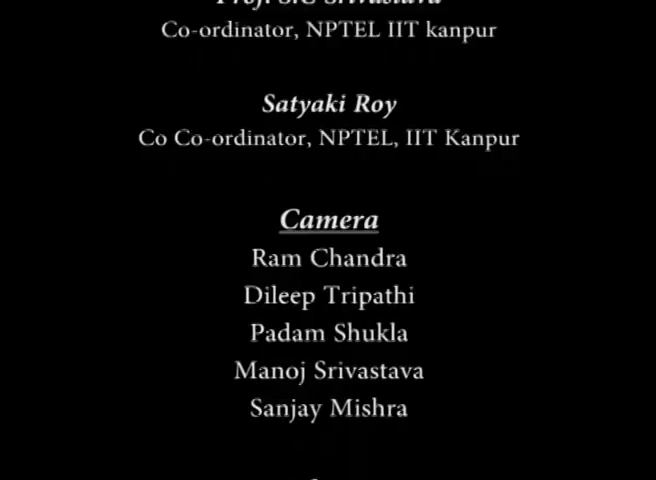 Co-ordinator, NPTEL IIT kanpur
Satyaki Roy
Co Co-ordinator, NPTEL, IIT Kanpur
Camera
Ram Chandra
Dileep Tripathi
Padam Shukla
Manoj Srivastava
Sanjay Mishra